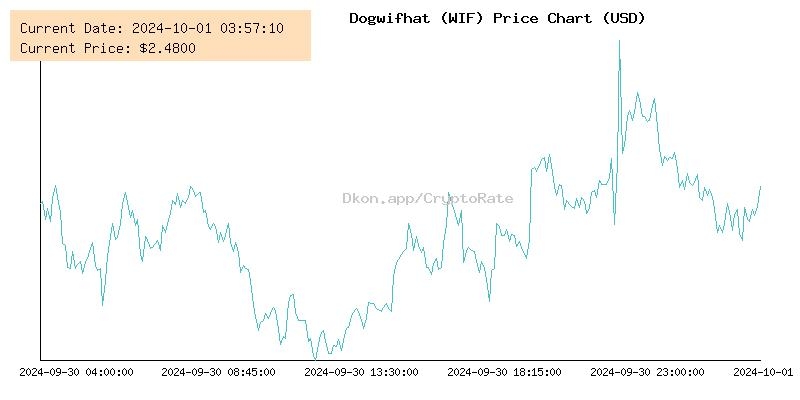 Dogwifhat (WIF) Price Chart (USD)
Current Date: 2024-10-01 03:57:10
Current Price: $2.4800
Dkon.app/CryptoRate
2024-09-30 04:00:00 2024-09-30 08:45:00 2024-09-30 13:30:00 2024-09-30 18:15:00 2024-09-30 23:00:00 2024-10-01